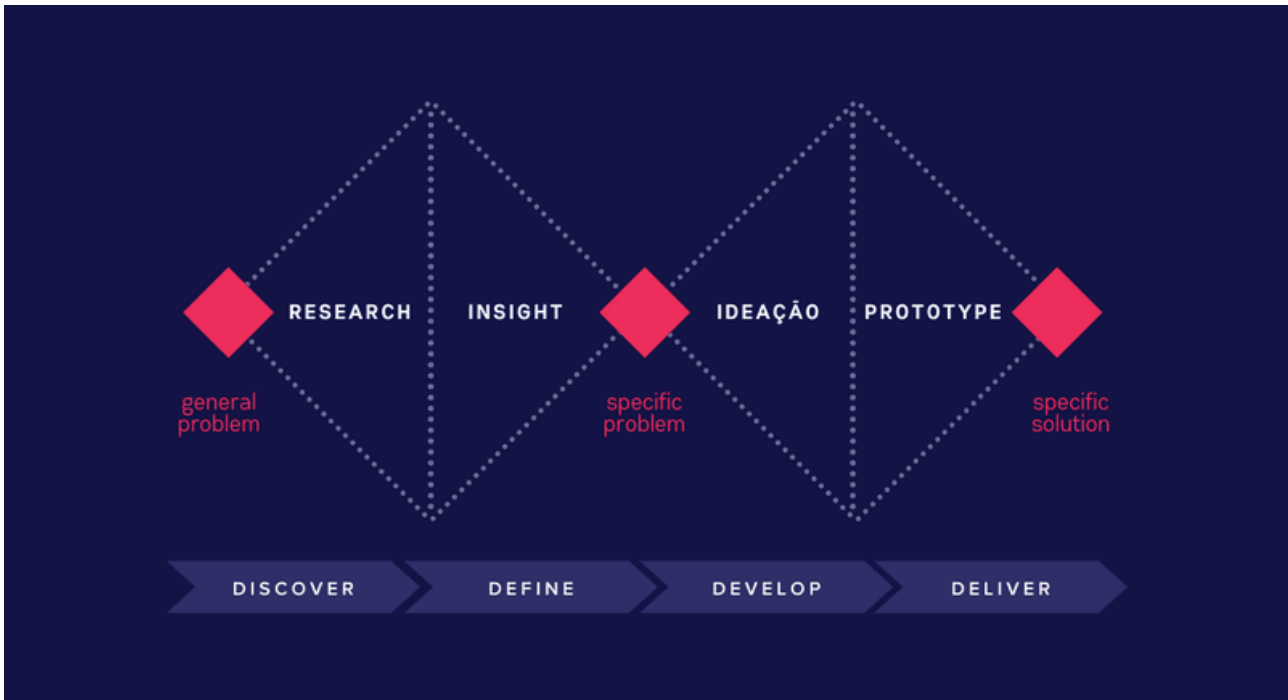 RESEARCH
INSIGHT
IDEAÇÃO
PROTOTYPE
general
problem
specific
problem
specific
solution
DISCOVER
DEFINE
DEVELOP
DELIVER